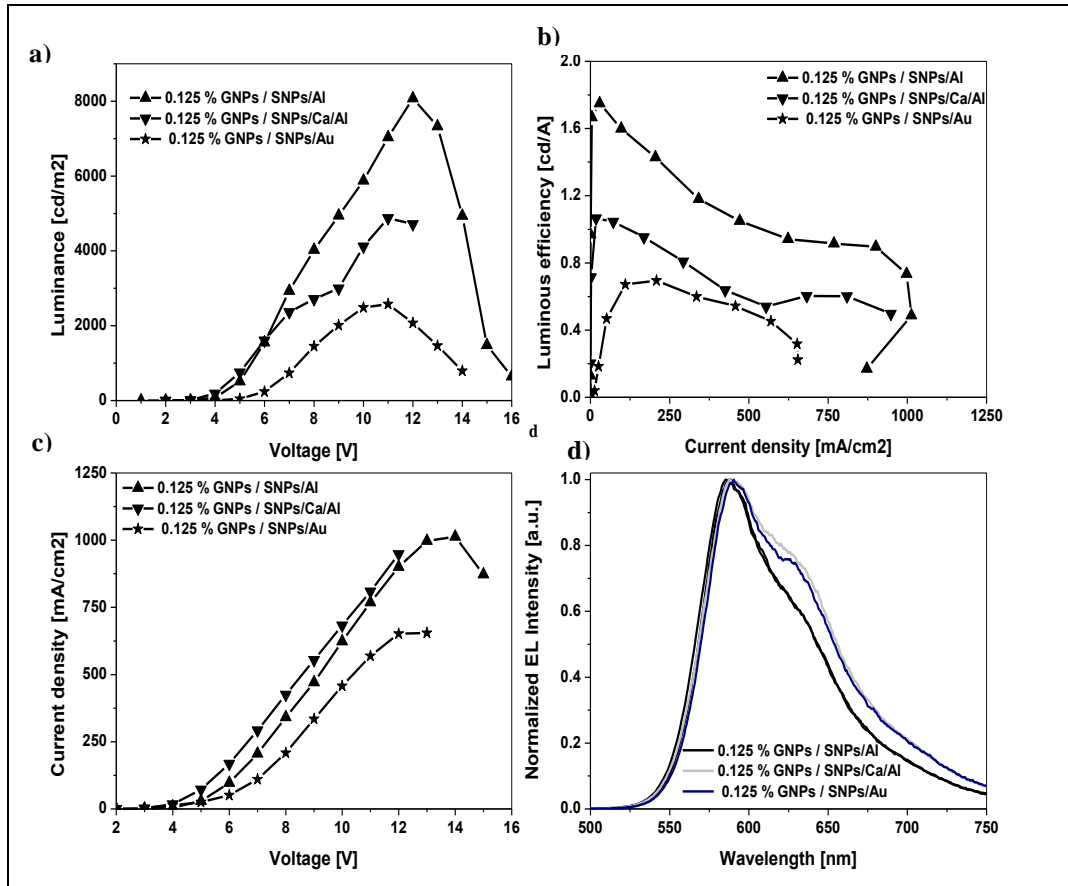 a)
8000
6000
4000
2000
0
Luminance [cd/m2]
0.125 % GNPs / SNPs/Al
0.125 % GNPs / SNPs/Ca/Al
0.125 % GNPs / SNPs/Au
0 2 4 6 8 10 12 14 16
Voltage [V]
b)
2.0
1.6
1.2
0.8
0.4
0.0
Luminous efficiency [cd/A]
0.125 % GNPs / SNPs/Al
0.125 % GNPs / SNPs/Ca/Al
0.125 % GNPs / SNPs/Au
0 250 500 750 1000 1250
Current density [mA/cm2]
d
c)
1250
1000
750
500
250
0
Current density [mA/cm2]
0.125 % GNPs / SNPs/Al
0.125 % GNPs / SNPs/Ca/Al
0.125 % GNPs / SNPs/Au
2 4 6 8 10 12 14 16
Voltage [V]
d)
1.0
0.8
0.6
0.4
0.2
0.0
Normalized EL Intensity [a.u.]
0.125 % GNPs / SNPs/Al
0.125 % GNPs / SNPs/Ca/Al
0.125 % GNPs / SNPs/Au
500 550 600 650 700 750
Wavelength [nm]